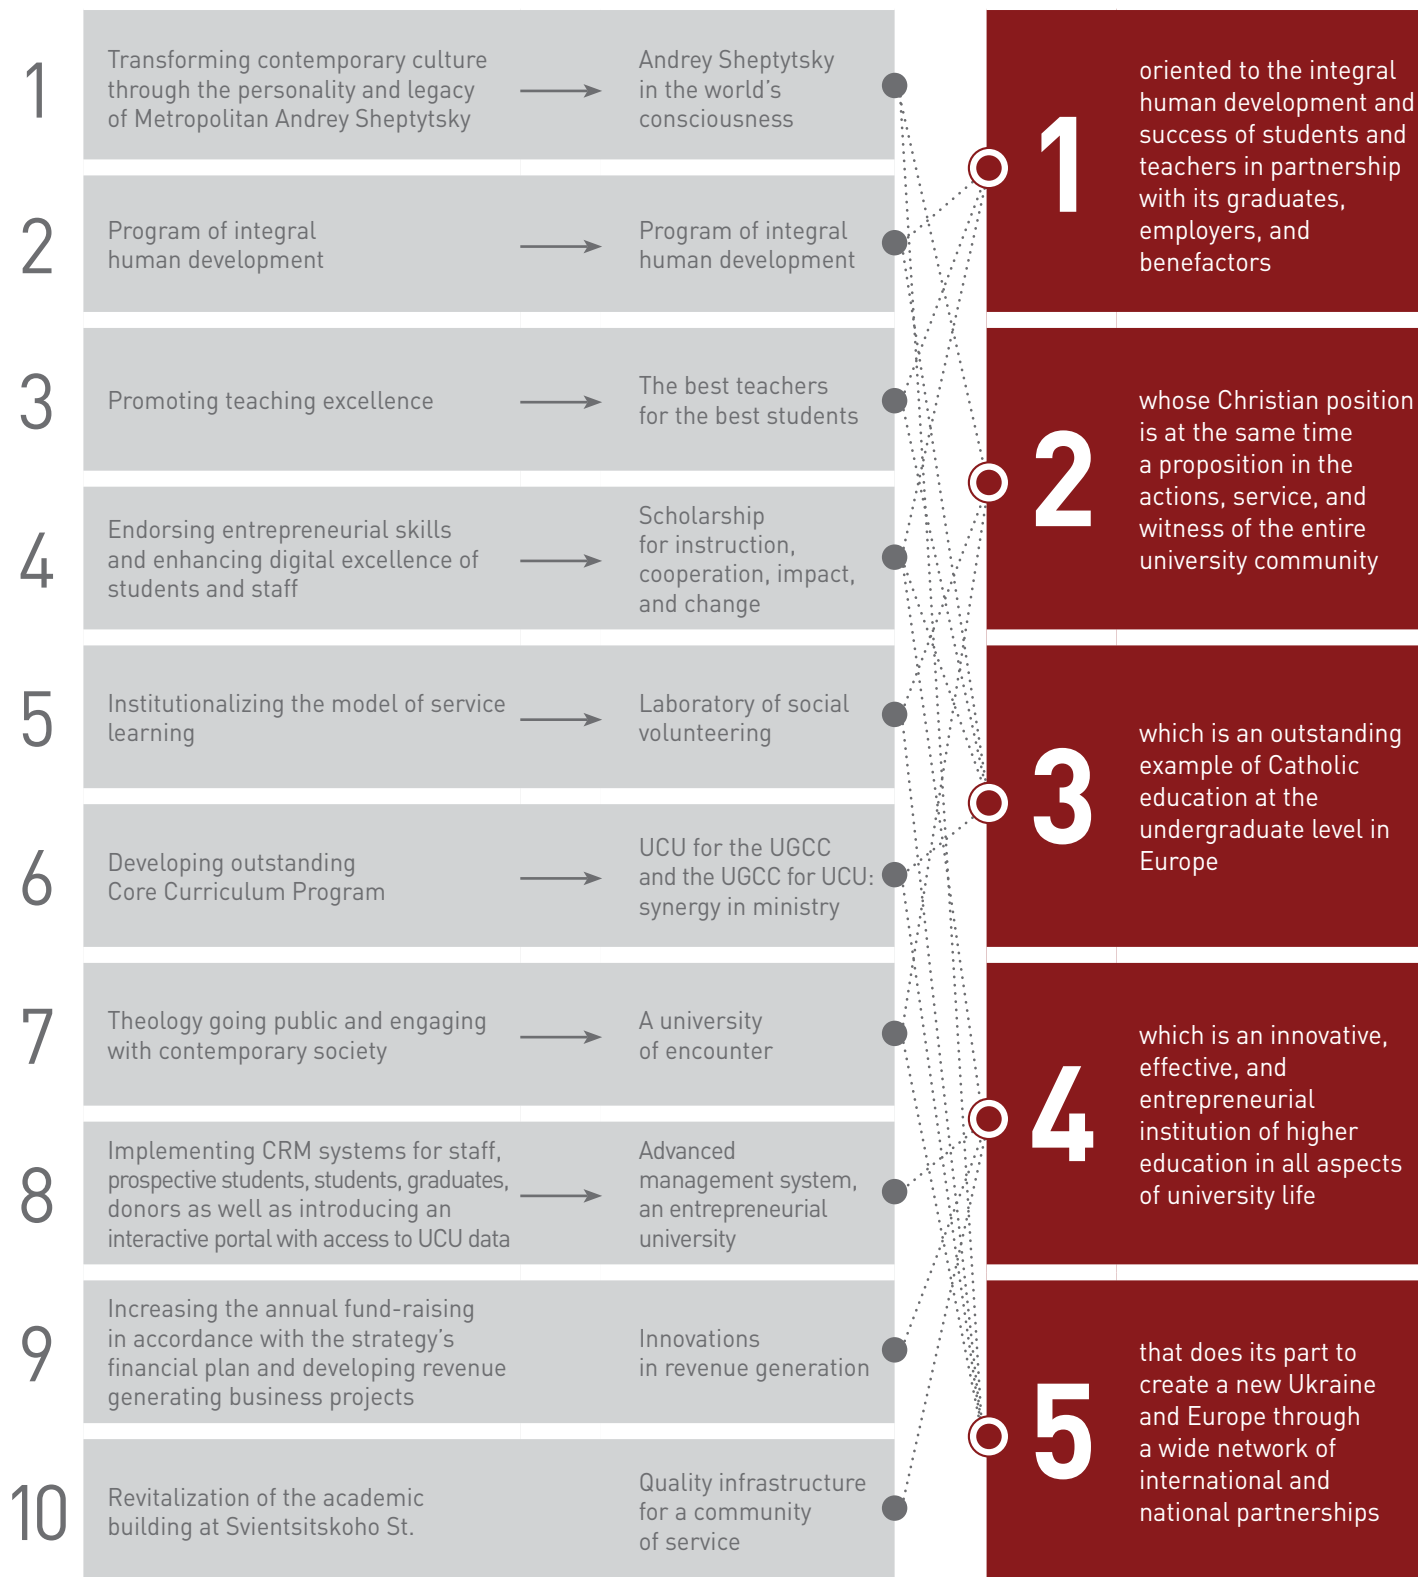 1
Transforming contemporary culture
through the personality and legacy
of Metropolitan Andrey Sheptytsky
Andrey Sheptytsky
in the world's
consciousness
2
Program of integral
human development
Program of integral
human development
3
Promoting teaching excellence
The best teachers
for the best students
4
Endorsing entrepreneurial skills
and enhancing digital excellence of
students and staff
Scholarship
for instruction,
cooperation, impact,
and change
5
Institutionalizing the model of service
learning
Laboratory of social
volunteering
6
Developing outstanding
Core Curriculum Program
UCU for the UGCC
and the UGCC for UCU:
synergy in ministry
7
Theology going public and engaging
with contemporary society
A university
of encounter
8
Implementing CRM systems for staff,
prospective students, students, graduates,
donors as well as introducing an
interactive portal with access to UCU data
Advanced
management system,
an entrepreneurial
university
9
Increasing the annual fund-raising
in accordance with the strategy's
financial plan and developing revenue
generating business projects
Innovations
in revenue generation
10
Revitalization of the academic
building at Svientsitskoho St.
Quality infrastructure
for a community
of service
1
oriented to the integral
human development and
success of students and
teachers in partnership
with its graduates,
employers, and
benefactors
2
whose Christian position
is at the same time
a proposition in the
actions, service, and
witness of the entire
university community
3
which is an outstanding
example of Catholic
education at the
undergraduate level in
Europe
4
which is an innovative,
effective, and
entrepreneurial
institution of higher
education in all aspects
of university life
5
that does its part to
create a new Ukraine
and Europe through
a wide network of
international and
national partnerships